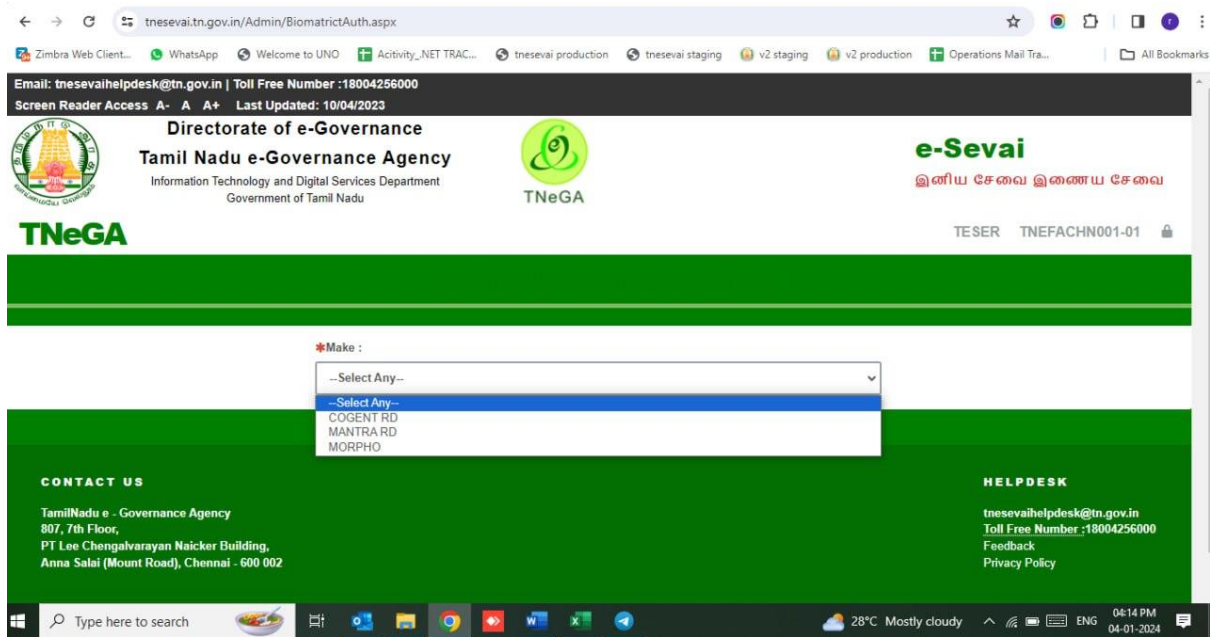 tnesevai.tn.gov.in/Admin/BiomatrictAuth.aspx
Zimbra Web Client... WhatsApp Welcome to UNO Acitivity_.NET TRAC... tnesevai production tnesevai staging v2 staging v2 production Operations Mail Tra... All Bookmarks
Email: tnesevaihelpdesk@tn.gov.in | Toll Free Number :18004256000
Screen Reader Access A- A A+ Last Updated: 10/04/2023
Directorate of e-Governance
Tamil Nadu e-Governance Agency
Information Technology and Digital Services Department
Government of Tamil Nadu
TNeGA
e-Sevai
இனிய சேவை இணைய சேவை
TNeGA
TESER TNEFACHN001-01
*Make :
--Select Any--
--Select Any--
COGENT RD
MANTRA RD
MORPHO
CONTACT US
TamilNadu e - Governance Agency
807, 7th Floor,
PT Lee Chengalvarayan Naicker Building,
Anna Salai (Mount Road), Chennai - 600 002
HELPDESK
tnesevaihelpdesk@tn.gov.in
Toll Free Number :18004256000
Feedback
Privacy Policy
Type here to search
28°C Mostly cloudy ENG 04:14 PM
04-01-2024